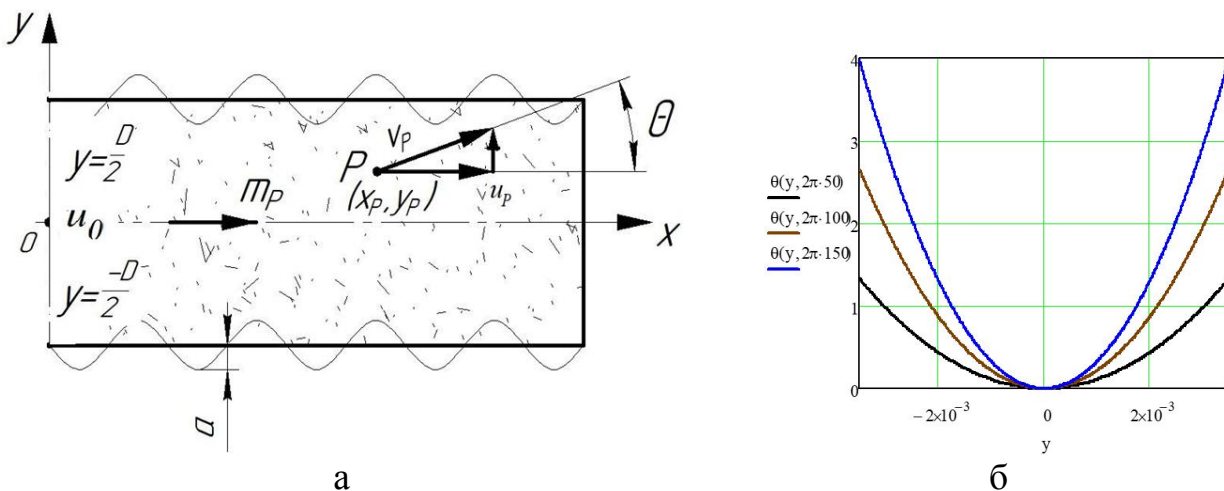 y
y=D/2
P
v_P
θ
(x_P, y_P)
u_P
m_P
0
u_0
x
y=-D/2
a
а
4
3
θ(y,2π·50)
θ(y,2π·100)
2
θ(y,2π·150)
1
0
−2×10⁻³
0
2×10⁻³
y
б